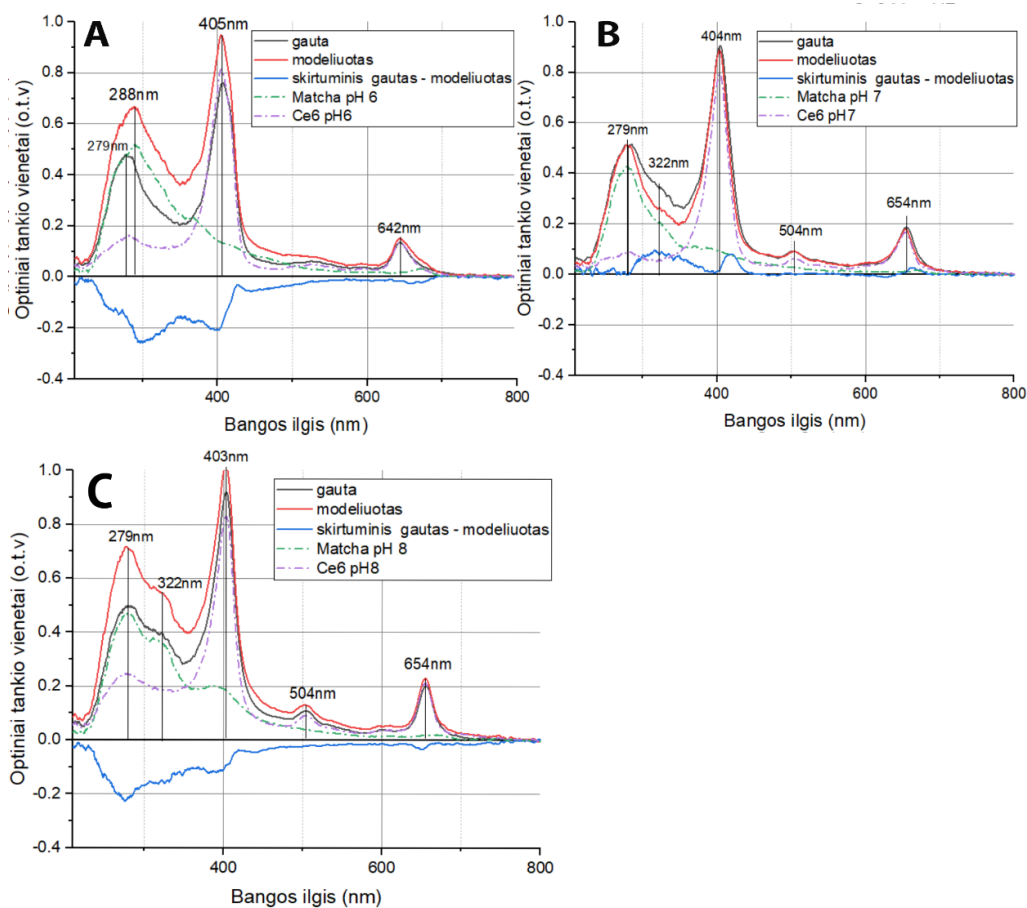 A
405nm
288nm
279nm
642nm
gauta
modeliuotas
skirtuminis gautas - modeliuotas
Matcha pH 6
Ce6 pH6
Optiniai tankio vienetai (o.t.v)
1.0
0.8
0.6
0.4
0.2
0.0
-0.2
-0.4
400
600
800
Bangos ilgis (nm)
B
404nm
279nm
322nm
504nm
654nm
gauta
modeliuotas
skirtuminis gautas - modeliuotas
Matcha pH 7
Ce6 pH7
Optiniai tankio vienetai (o.t.v)
1.0
0.8
0.6
0.4
0.2
0.0
-0.2
-0.4
400
600
800
Bangos ilgis (nm)
C
403nm
279nm
322nm
504nm
654nm
gauta
modeliuotas
skirtuminis gautas - modeliuotas
Matcha pH 8
Ce6 pH8
Optiniai tankio vienetai (o.t.v)
1.0
0.8
0.6
0.4
0.2
0.0
-0.2
-0.4
400
600
800
Bangos ilgis (nm)